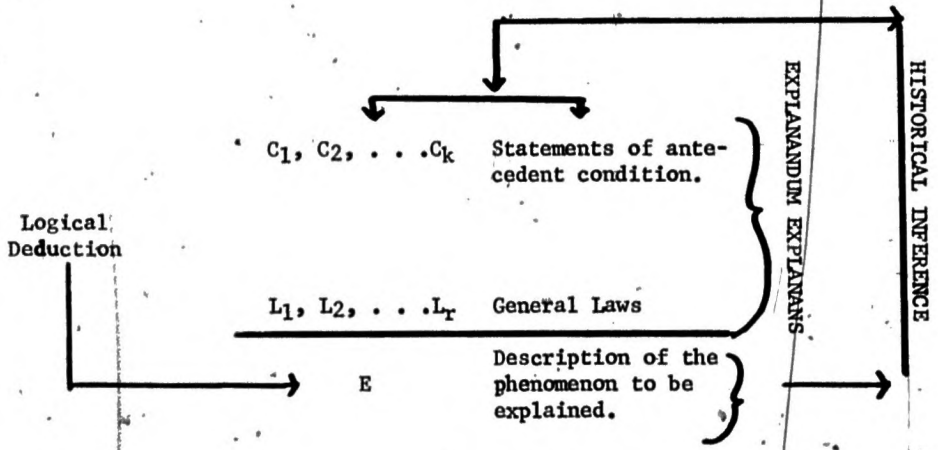 C1, C2, . . .Ck Statements of ante-
cedent condition.
Logical
Deduction
L1, L2, . . .Lr General Laws
E Description of the
phenomenon to be
explained.
EXPLANANDUM EXPLANANS
HISTORICAL INFERENCE